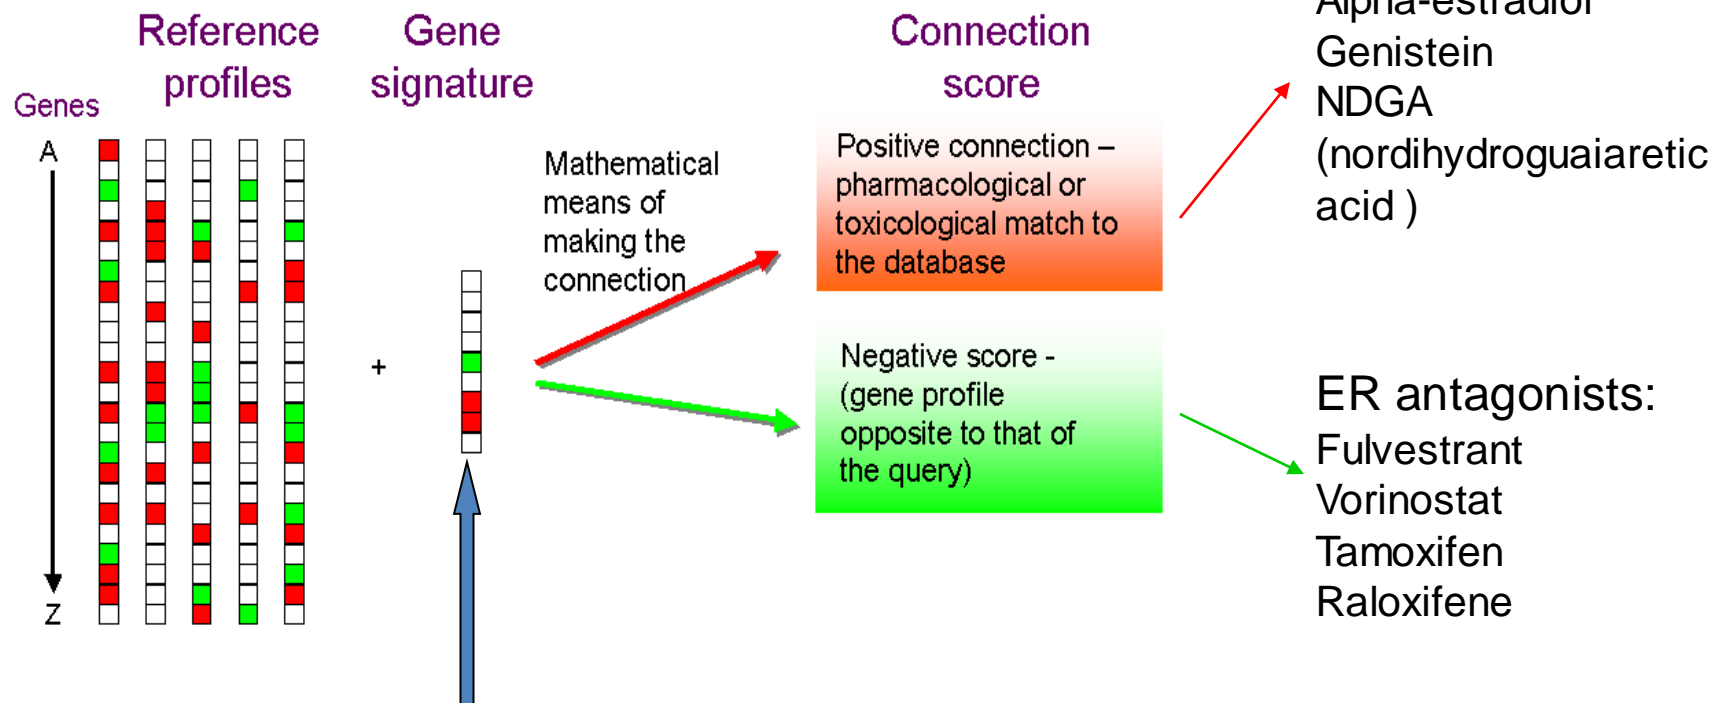 Reference
profiles
Gene
signature
Connection
score
Genes
A
Z
+
Mathematical
means of
making the
connection
Positive connection –
pharmacological or
toxicological match to
the database
Negative score -
(gene profile
opposite to that of
the query)
Alpha-estradiol
Genistein
NDGA
(nordihydroguaiaretic
acid )
ER antagonists:
Fulvestrant
Vorinostat
Tamoxifen
Raloxifene